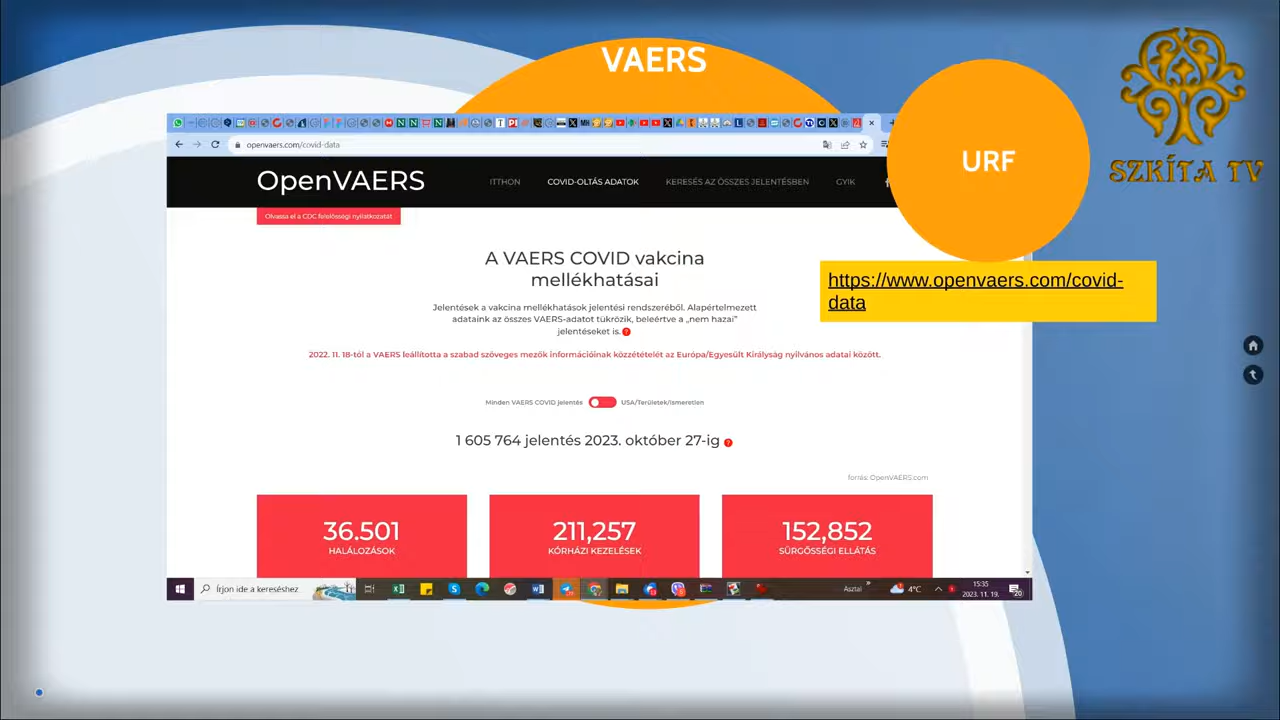 VAERS
URF
SZKÍTA TV
openvaers.com/covid-data
OpenVAERS
ITTHON
COVID-OLTÁS ADATOK
KERESÉS AZ ÖSSZES JELENTÉSBEN
GYIK
Olvassa el a CDC felelősségi nyilatkozatát
A VAERS COVID vakcina
mellékhatásai
https://www.openvaers.com/covid-
data
Jelentések a vakcina mellékhatások jelentési rendszeréből. Alapértelmezett
adataink az összes VAERS-adatot tükrözik, beleértve a „nem hazai”
jelentéseket is.
2022. 11. 18-tól a VAERS leállította a szabad szöveges mezők információinak közzétételét az Európa/Egyesült Királyság nyilvános adatai között.
Minden VAERS COVID jelentés
USA/Területek/Ismeretlen
1 605 764 jelentés 2023. október 27-ig
forrás: OpenVAERS.com
36.501
HALÁLOZÁSOK
211,257
KÓRHÁZI KEZELÉSEK
152,852
SÜRGŐSSÉGI ELLÁTÁS
Írjon ide a kereséshez
Asztal
4°C
15:35
2023. 11. 19.
20